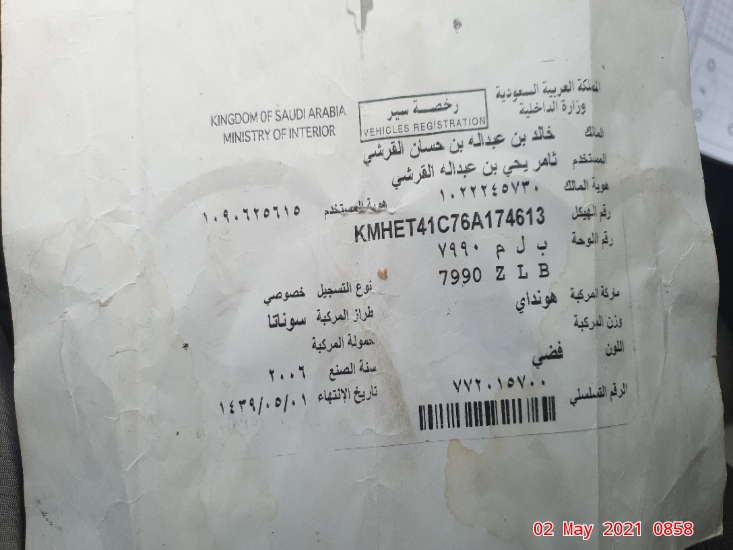 المملكة العربية السعودية
وزارة الداخلية
رخصة سير
VEHICLES REGISTRATION
KINGDOM OF SAUDI ARABIA
MINISTRY OF INTERIOR
المالك خالد بن عبداله بن حسان القرشي
المستخدم ثامر يحي بن عبداله القرشي
هوية المالك ١٠٢٢٢٤٥٧٣٠ هوية المستخدم ١٠٩٠٦٢٥٦١٥
رقم الهيكل KMHET41C76A174613
رقم اللوحة ب ل م ٧٩٩٠
7990 Z L B
ماركة المركبة هونداي نوع التسجيل خصوصي
وزن المركبة طراز المركبة سوناتا
اللون فضي حمولة المركبة
سنة الصنع ٢٠٠٦
الرقم التسلسلي ٧٧٢٠١٥٧٠٠ تاريخ الإنتهاء ١٤٣٩/٠٥/٠١
02 May 2021 0858